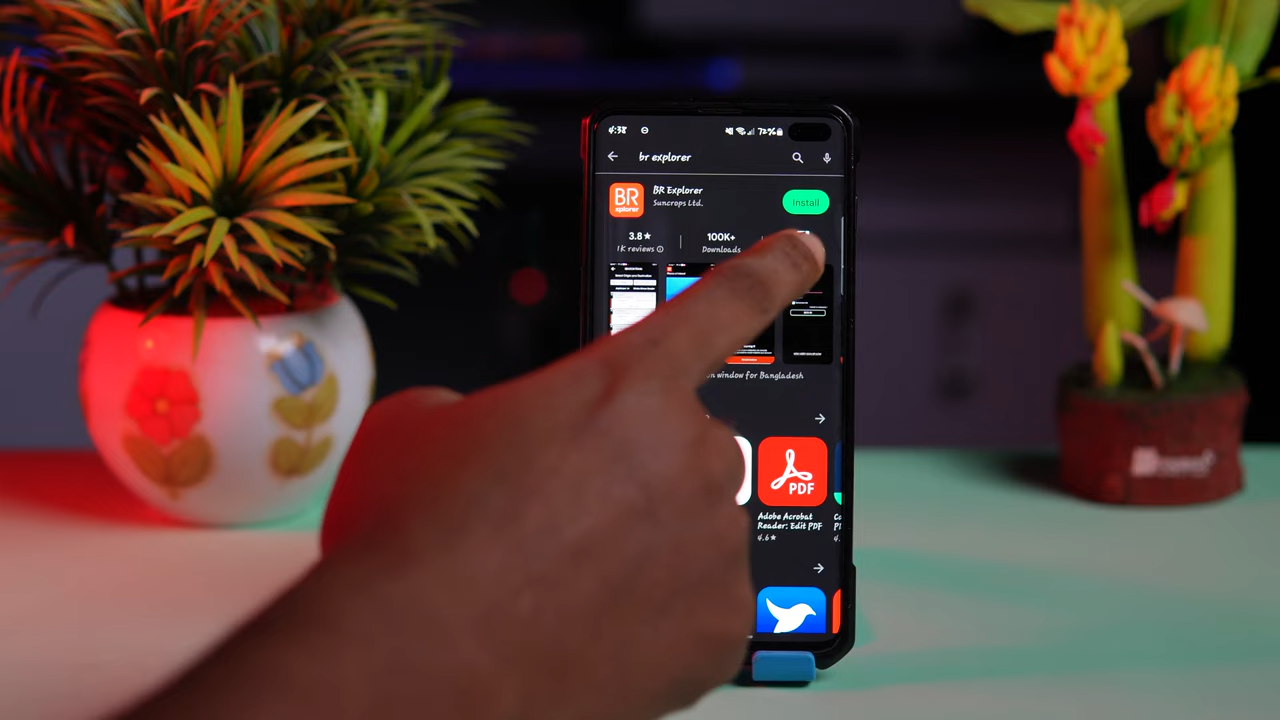 4:38
72%
br explorer
BR
xplorer
BR Explorer
Suncrops Ltd.
Install
3.8★
1K reviews
100K+
Downloads
n window for Bangladesh
PDF
Adobe Acrobat
Reader: Edit PDF
4.6★